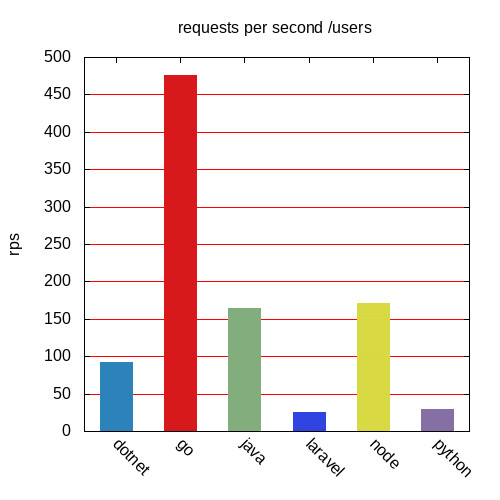 requests per second /users
500
450
400
350
300
250
200
150
100
50
0
rps
dotnet
go
java
laravel
node
python